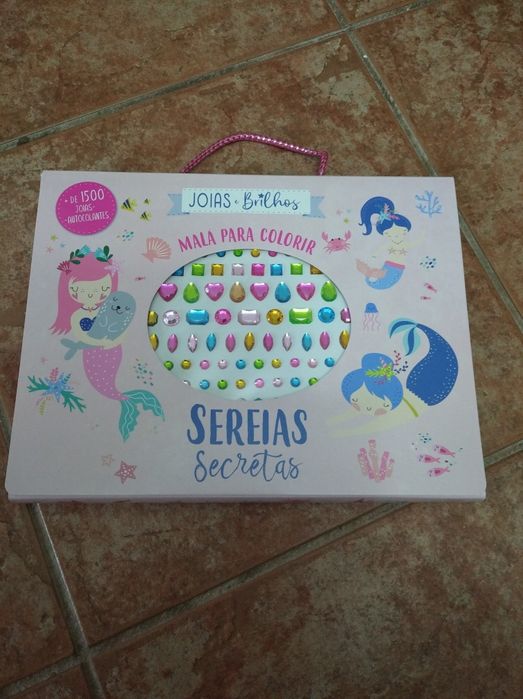 + DE 1500
JOIAS-
-AUTOCOLANTES
JOIAS e Brilhos
MALA PARA COLORIR
SEREIAS
Secretas